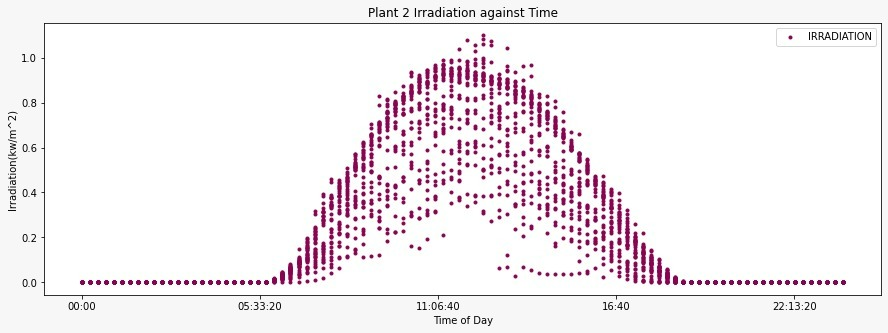 Plant 2 Irradiation against Time
IRRADIATION
1.0
0.8
0.6
0.4
0.2
0.0
Irradiation(kw/m^2)
00:00
05:33:20
11:06:40
16:40
22:13:20
Time of Day